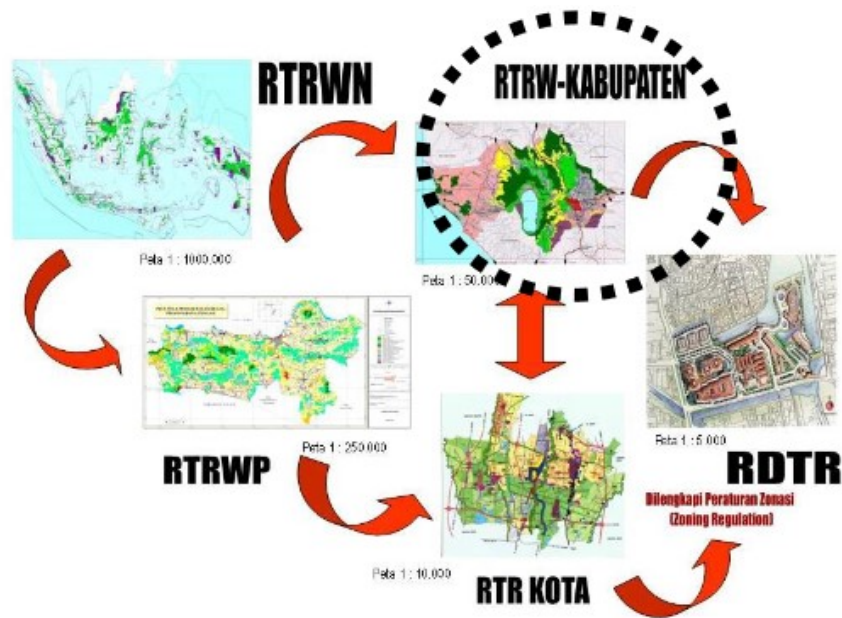 RTRWN
RTRW-KABUPATEN
Peta 1 : 1000.000
Peta 1 : 50.000
Peta 1 : 250.000
Peta 1 : 5.000
RTRWP
RDTR
Dilengkapi Peraturan Zonasi
(Zoning Regulation)
Peta 1 : 10.000
RTR KOTA